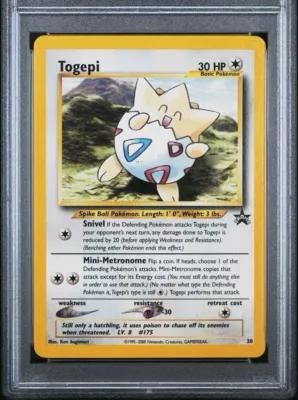 Togepi
30 HP
Basic Pokémon
Spike Ball Pokémon. Length: 1' 0", Weight: 3 lbs.
Snivel If the Defending Pokémon attacks Togepi during
your opponent's next turn, any damage done to Togepi is
reduced by 20 (before applying Weakness and Resistance).
(Benching either Pokémon ends this effect.)
Mini-Metronome Flip a coin. If heads, choose 1 of the
Defending Pokémon's attacks. Mini-Metronome copies that
attack except for its Energy cost. (You must still do anything else
in order to use that attack.) (No matter what type the Defending
Pokémon is, Togepi's type is still .) Togepi performs that attack.
weakness resistance retreat cost
-30
Still only a hatchling, it uses poison to chase off its enemies
when threatened. LV. 8 #175
Illus. Ken Sugimori ©1995-2000 Nintendo, Creatures, GAMEFREAK. 30